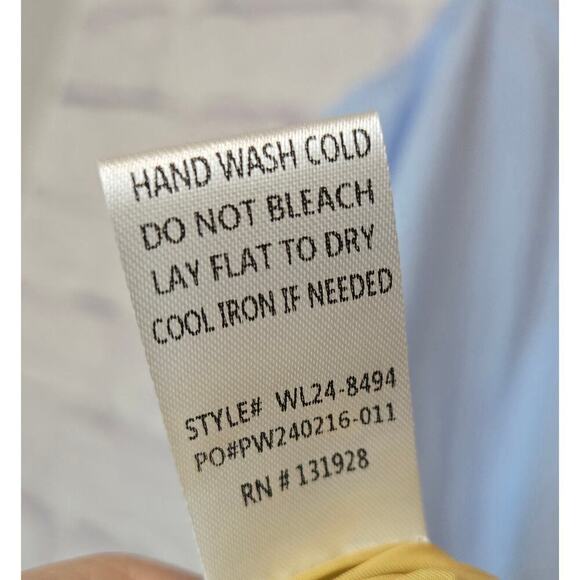 HAND WASH COLD
DO NOT BLEACH
LAY FLAT TO DRY
COOL IRON IF NEEDED
STYLE# WL24-8494
PO#PW240216-011
RN # 131928